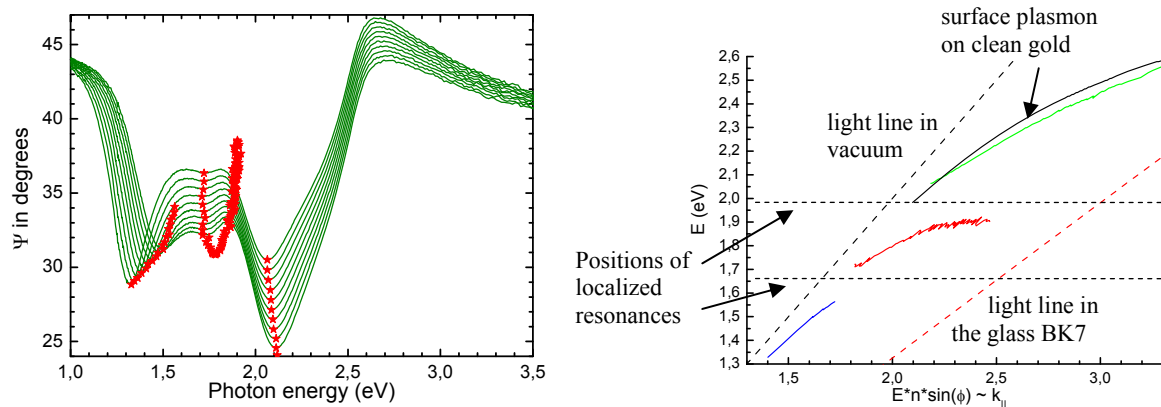 45
40
35
30
25
Ψ in degrees
1,0 1,5 2,0 2,5 3,0 3,5
Photon energy (eV)
surface plasmon
on clean gold
light line in
vacuum
Positions of
localized
resonances
light line in
the glass BK7
2,6
2,5
2,4
2,3
2,2
2,1
2,0
1,9
1,8
1,7
1,6
1,5
1,4
1,3
E (eV)
1,5 2,0 2,5 3,0
E*n*sin(ϕ) ~ k||